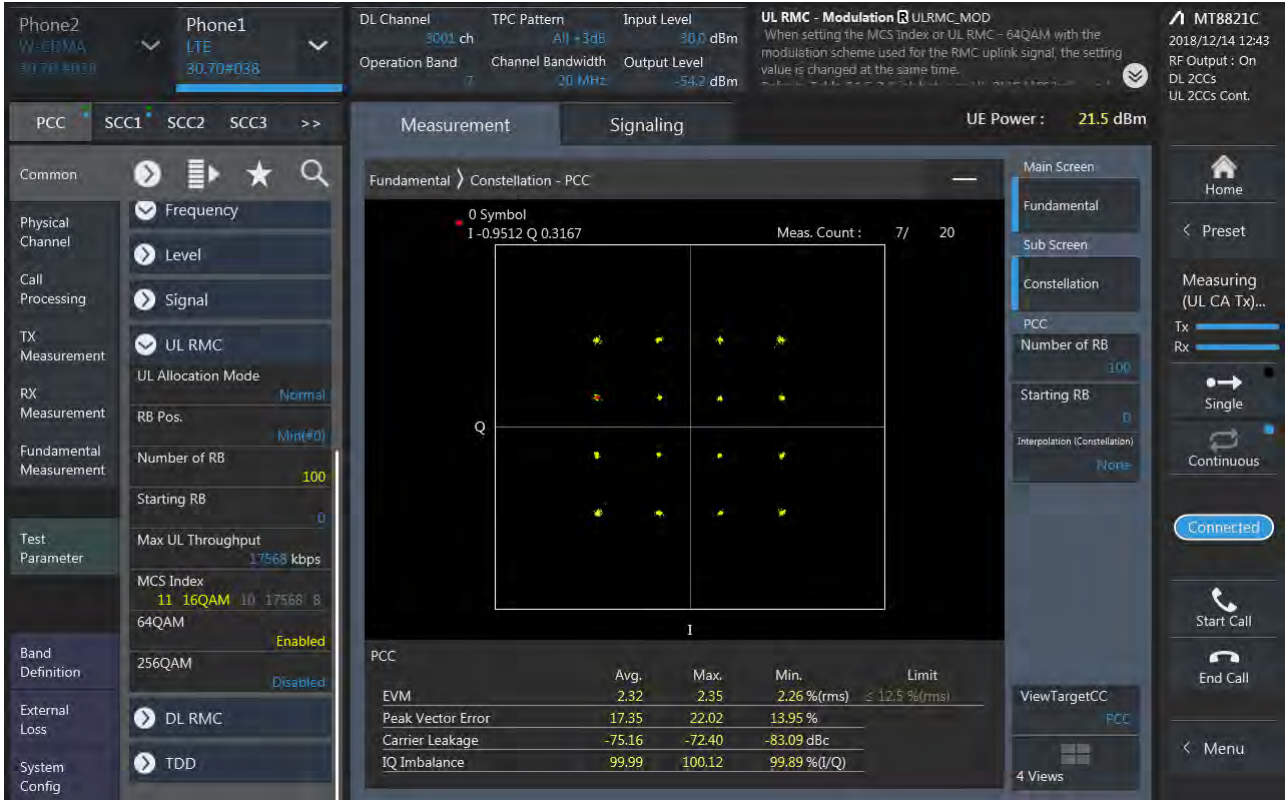 Phone2
W-CDMA
30.70 #038
Phone1
LTE
30.70#038
DL Channel
3001 ch
Operation Band
7
TPC Pattern
All +3dB
Channel Bandwidth
20 MHz
Input Level
30.0 dBm
Output Level
-54.2 dBm
UL RMC - Modulation R ULRMC_MOD
When setting the MCS Index or UL RMC - 64QAM with the
modulation scheme used for the RMC uplink signal, the setting
value is changed at the same time.
MT8821C
2018/12/14 12:43
RF Output : On
DL 2CCs
UL 2CCs Cont.
PCC SCC1 SCC2 SCC3 >>
Measurement Signaling
UE Power : 21.5 dBm
Common
Physical
Channel
Call
Processing
TX
Measurement
RX
Measurement
Fundamental
Measurement
Test
Parameter
Band
Definition
External
Loss
System
Config
Frequency
Level
Signal
UL RMC
UL Allocation Mode
Normal
RB Pos.
Min(#0)
Number of RB
100
Starting RB
0
Max UL Throughput
17568 kbps
MCS Index
11 16QAM 10 17568 8
64QAM
Enabled
256QAM
Disabled
DL RMC
TDD
Fundamental > Constellation - PCC
0 Symbol
I -0.9512 Q 0.3167
Meas. Count : 7/ 20
Q
I
PCC
Avg. Max. Min. Limit
EVM 2.32 2.35 2.26 %(rms) ≤ 12.5 %(rms)
Peak Vector Error 17.35 22.02 13.95 %
Carrier Leakage -75.16 -72.40 -83.09 dBc
IQ Imbalance 99.99 100.12 99.89 %(I/Q)
Main Screen
Fundamental
Sub Screen
Constellation
PCC
Number of RB
100
Starting RB
0
Interpolation (Constellation)
None
ViewTargetCC
PCC
4 Views
Home
< Preset
Measuring
(UL CA Tx)...
Tx
Rx
Single
Continuous
Connected
Start Call
End Call
< Menu